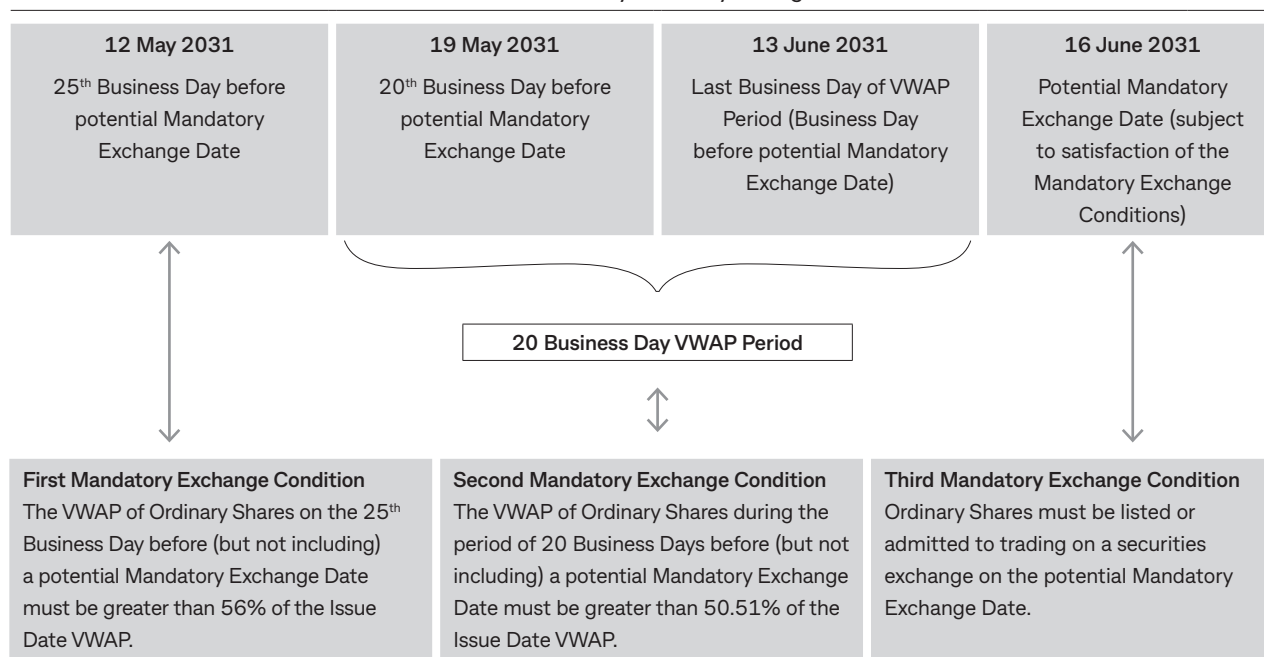 12 May 2031
25th Business Day before
potential Mandatory
Exchange Date
19 May 2031
20th Business Day before
potential Mandatory
Exchange Date
13 June 2031
Last Business Day of VWAP
Period (Business Day
before potential Mandatory
Exchange Date)
16 June 2031
Potential Mandatory
Exchange Date (subject
to satisfaction of the
Mandatory Exchange
Conditions)
20 Business Day VWAP Period
First Mandatory Exchange Condition
The VWAP of Ordinary Shares on the 25th
Business Day before (but not including)
a potential Mandatory Exchange Date
must be greater than 56% of the Issue
Date VWAP.
Second Mandatory Exchange Condition
The VWAP of Ordinary Shares during the
period of 20 Business Days before (but not
including) a potential Mandatory Exchange
Date must be greater than 50.51% of the
Issue Date VWAP.
Third Mandatory Exchange Condition
Ordinary Shares must be listed or
admitted to trading on a securities
exchange on the potential Mandatory
Exchange Date.